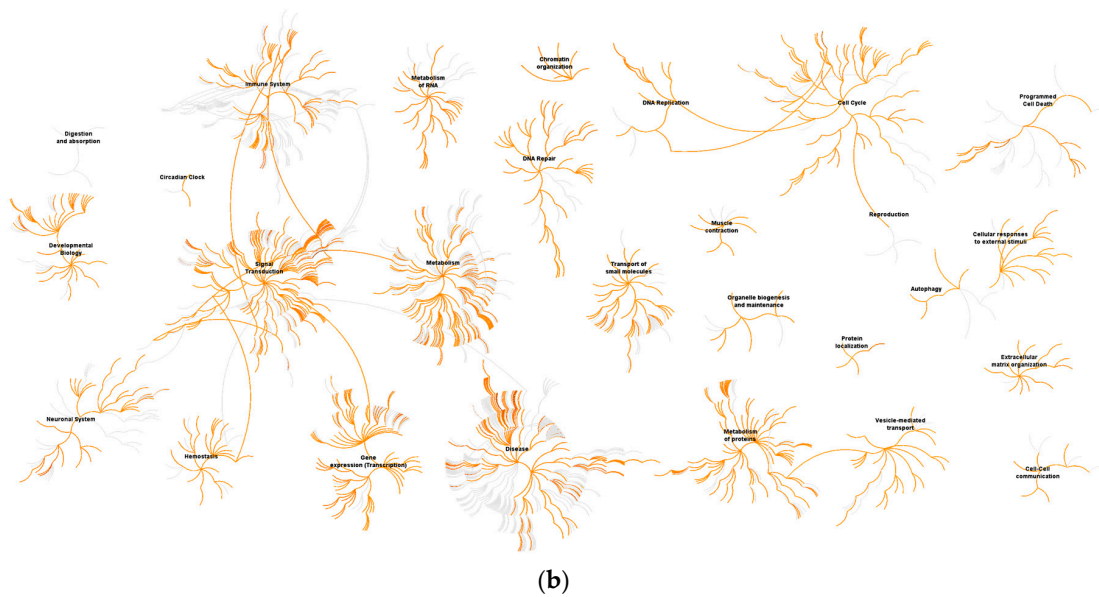 Immune System
Metabolism
of RNA
Chromatin
organization
DNA Replication
Cell Cycle
Programmed
Cell Death
Digestion
and absorption
Circadian Clock
DNA Repair
Developmental
Biology
Signal
Transduction
Metabolism
Transport of
small molecules
Muscle
contraction
Reproduction
Cellular responses
to external stimuli
Organelle biogenesis
and maintenance
Autophagy
Protein
localization
Extracellular
matrix organization
Neuronal System
Hemostasis
Gene
expression (Transcription)
Disease
Metabolism
of proteins
Vesicle-mediated
transport
Cell-Cell
communication
(b)